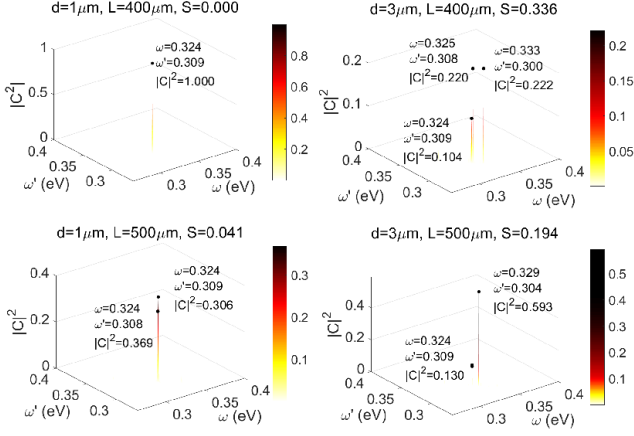 d=1μm, L=400μm, S=0.000
ω=0.324
ω'=0.309
|C|²=1.000
|C²|
1
0.5
0
0.4
0.35
0.3
ω' (eV)
0.3
0.35
0.4
ω (eV)
0.8
0.6
0.4
0.2
d=3μm, L=400μm, S=0.336
ω=0.325
ω'=0.308
|C|²=0.220
ω=0.333
ω'=0.300
|C|²=0.222
ω=0.324
ω'=0.309
|C|²=0.104
|C|²
0.2
0.1
0
0.4
0.35
0.3
ω' (eV)
0.3
0.35
0.4
ω (eV)
0.2
0.15
0.1
0.05
d=1μm, L=500μm, S=0.041
ω=0.324
ω'=0.309
|C|²=0.306
ω=0.324
ω'=0.308
|C|²=0.369
|C|²
0.4
0.2
0
0.4
0.35
0.3
ω' (eV)
0.3
0.35
0.4
ω (eV)
0.3
0.2
0.1
d=3μm, L=500μm, S=0.194
ω=0.329
ω'=0.304
|C|²=0.593
ω=0.324
ω'=0.309
|C|²=0.130
|C|²
0.4
0.2
0
0.4
0.35
0.3
ω' (eV)
0.3
0.35
0.4
ω (eV)
0.5
0.4
0.3
0.2
0.1